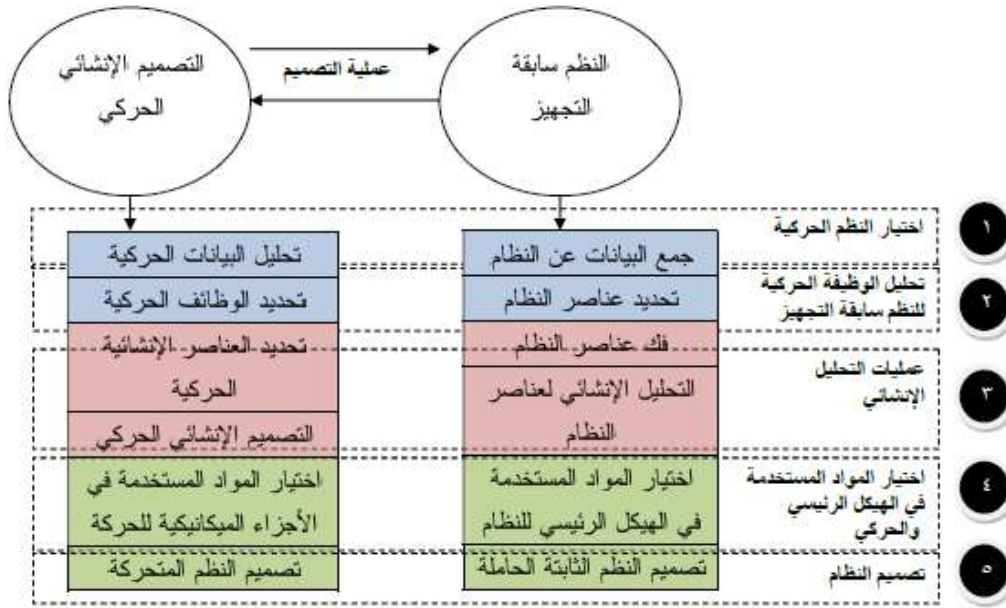 النظم سابقة
التجهيز
عملية التصميم
التصميم الإنشائي
الحركي
١
اختيار النظم الحركية
جمع البيانات عن النظام
تحليل البيانات الحركية
٢
تحليل الوظيفة الحركية
للنظم سابقة التجهيز
تحديد عناصر النظام
تحديد الوظائف الحركية
٣
عمليات التحليل
الإنشائي
فك عناصر النظام
التحليل الإنشائي لعناصر
النظام
تحديد العناصر الإنشائية
الحركية
التصميم الإنشائي الحركي
٤
اختيار المواد المستخدمة
في الهيكل الرئيسي
والحركي
اختيار المواد المستخدمة
في الهيكل الرئيسي للنظام
اختيار المواد المستخدمة في
الأجزاء الميكانيكية للحركة
٥
تصميم النظام
تصميم النظم الثابتة الحاملة
تصميم النظم المتحركة